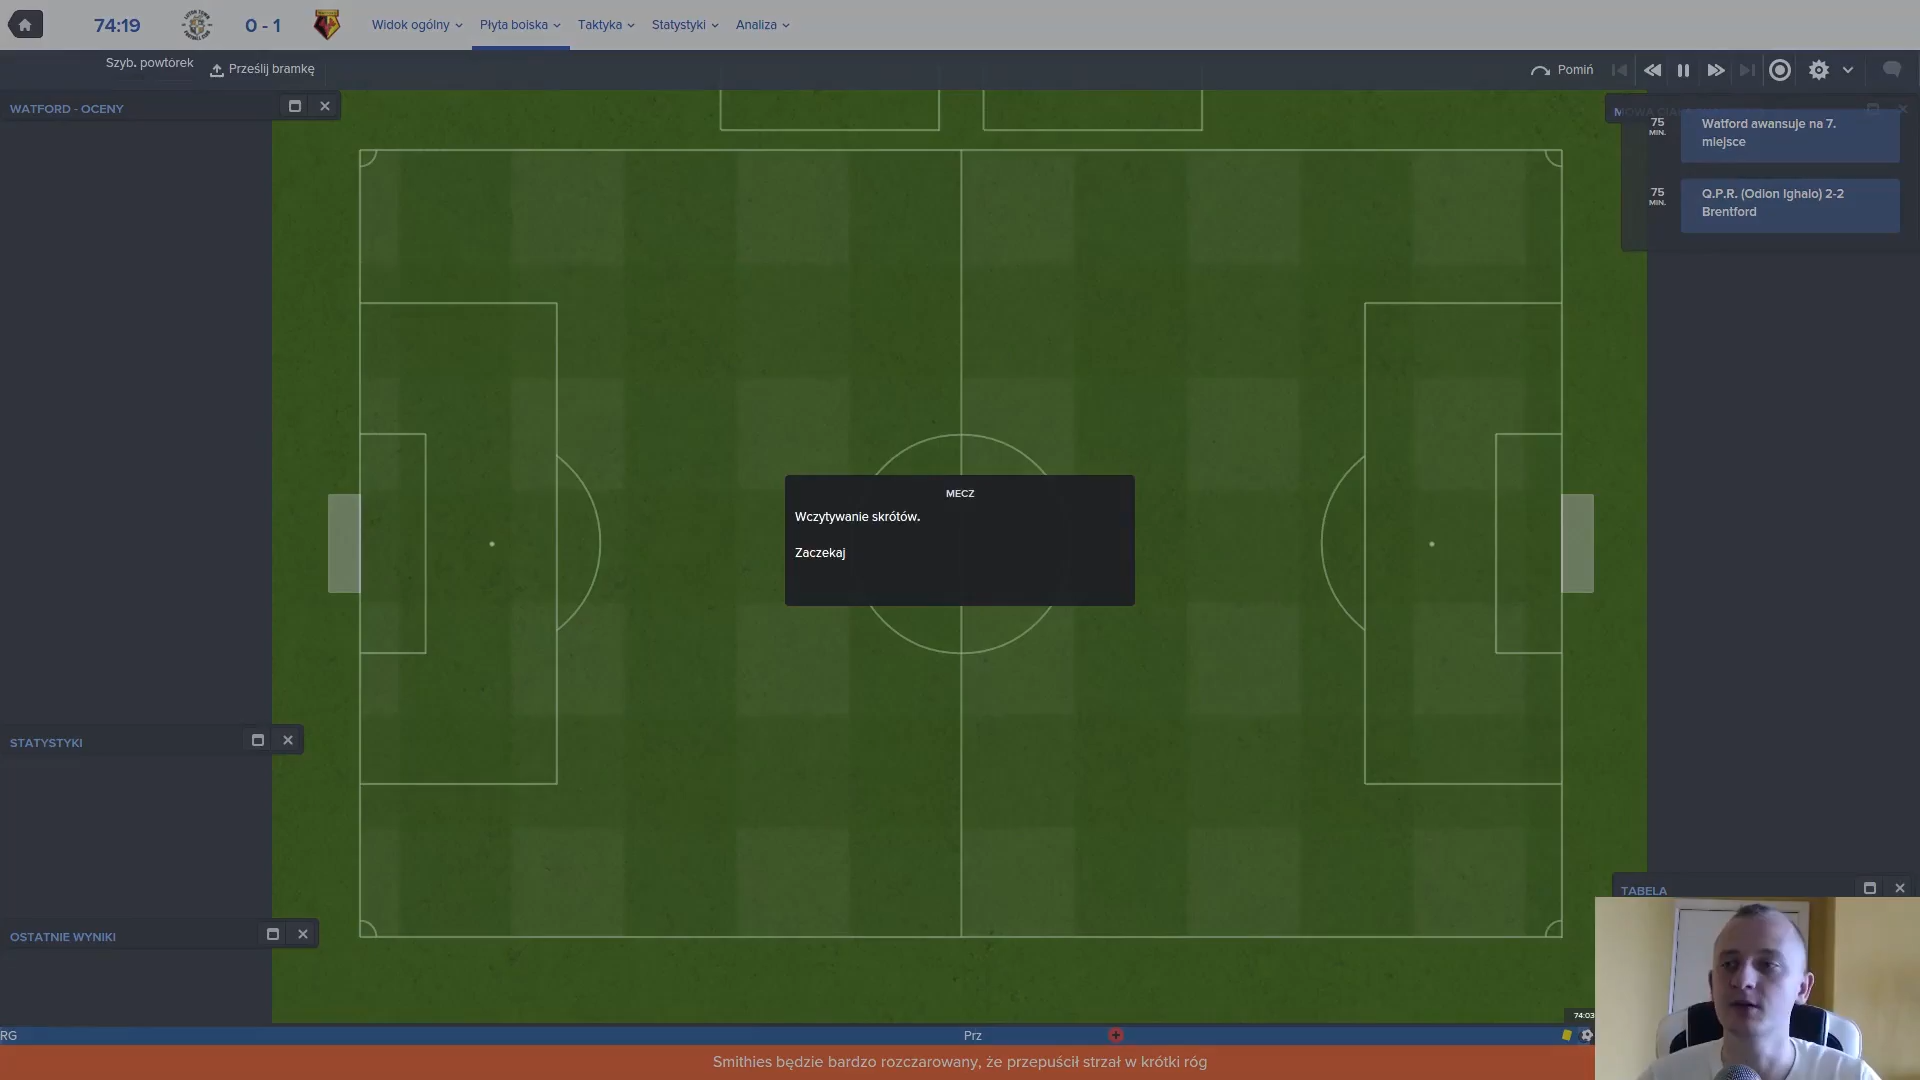 74:19
0 - 1
Widok ogólny
Płyta boiska
Taktyka
Statystyki
Analiza
Szyb. powtórek
Prześlij bramkę
Pomiń
WATFORD - OCENY
75
MIN.
Watford awansuje na 7.
miejsce
75
MIN.
Q.P.R. (Odion Ighalo) 2-2
Brentford
MECZ
Wczytywanie skrótów.
Zaczekaj
STATYSTYKI
TABELA
OSTATNIE WYNIKI
74:03
RG
Prz
Smithies będzie bardzo rozczarowany, że przepuścił strzał w krótki róg